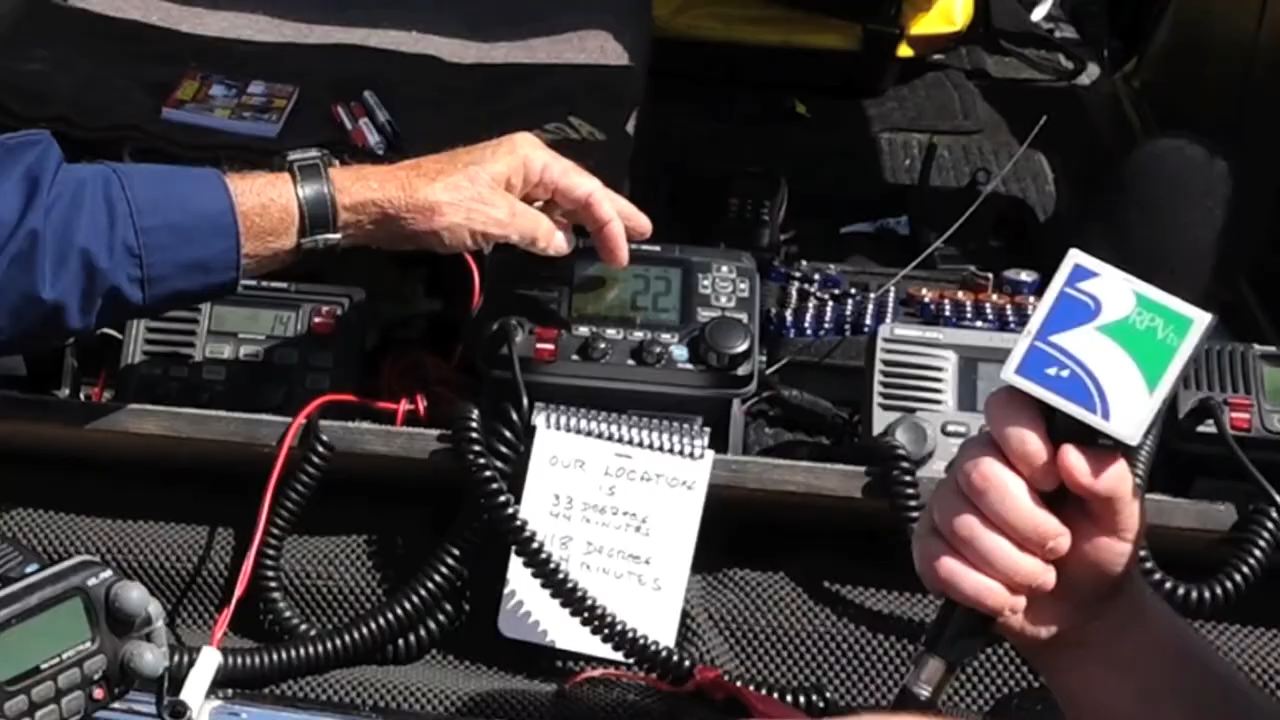 14
22
RPVtv
OUR LOCATION
IS
33 DEGREES
44 MINUTES
118 DEGREES
MINUTES